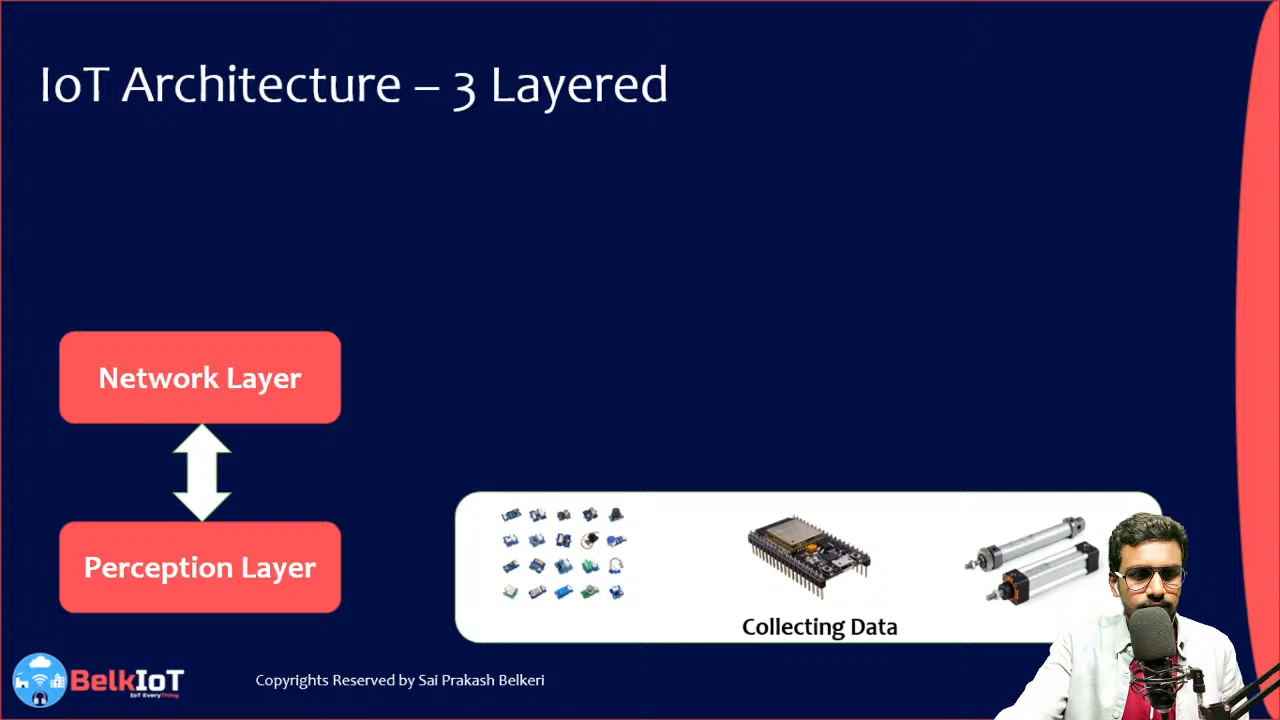 IoT Architecture – 3 Layered
Network Layer
Perception Layer
Collecting Data
BelkIoT
IoT EveryThing
Copyrights Reserved by Sai Prakash Belkeri